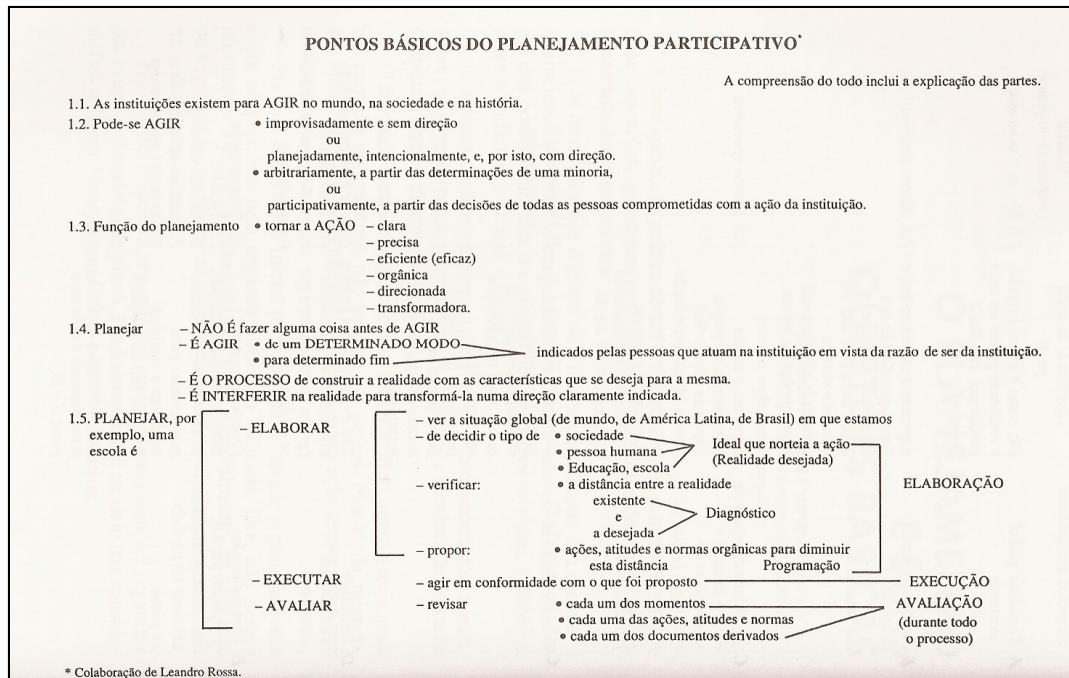 PONTOS BÁSICOS DO PLANEJAMENTO PARTICIPATIVO*
A compreensão do todo inclui a explicação das partes.
1.1. As instituições existem para AGIR no mundo, na sociedade e na história.
1.2. Pode-se AGIR • improvisadamente e sem direção
ou
planejadamente, intencionalmente, e, por isto, com direção.
• arbitrariamente, a partir das determinações de uma minoria,
ou
participativamente, a partir das decisões de todas as pessoas comprometidas com a ação da instituição.
1.3. Função do planejamento • tornar a AÇÃO – clara
– precisa
– eficiente (eficaz)
– orgânica
– direcionada
– transformadora.
1.4. Planejar – NÃO É fazer alguma coisa antes de AGIR
– É AGIR • de um DETERMINADO MODO
• para determinado fim
indicados pelas pessoas que atuam na instituição em vista da razão de ser da instituição.
– É O PROCESSO de construir a realidade com as características que se deseja para a mesma.
– É INTERFERIR na realidade para transformá-la numa direção claramente indicada.
1.5. PLANEJAR, por
exemplo, uma
escola é
– ELABORAR
– ver a situação global (de mundo, de América Latina, de Brasil) em que estamos
– de decidir o tipo de • sociedade
• pessoa humana
• Educação, escola
Ideal que norteia a ação
(Realidade desejada)
– verificar: • a distância entre a realidade
existente
e
a desejada
Diagnóstico
– propor: • ações, atitudes e normas orgânicas para diminuir
esta distância Programação
ELABORAÇÃO
– EXECUTAR – agir em conformidade com o que foi proposto EXECUÇÃO
– AVALIAR – revisar • cada um dos momentos
• cada uma das ações, atitudes e normas
• cada um dos documentos derivados
AVALIAÇÃO
(durante todo
o processo)
* Colaboração de Leandro Rossa.